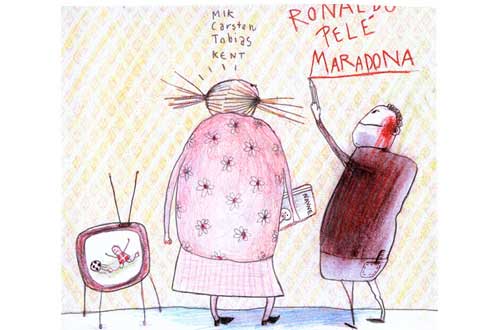 MIK
Carsten
Tobias
KENT
RONALDO
PELÉ
MARADONA